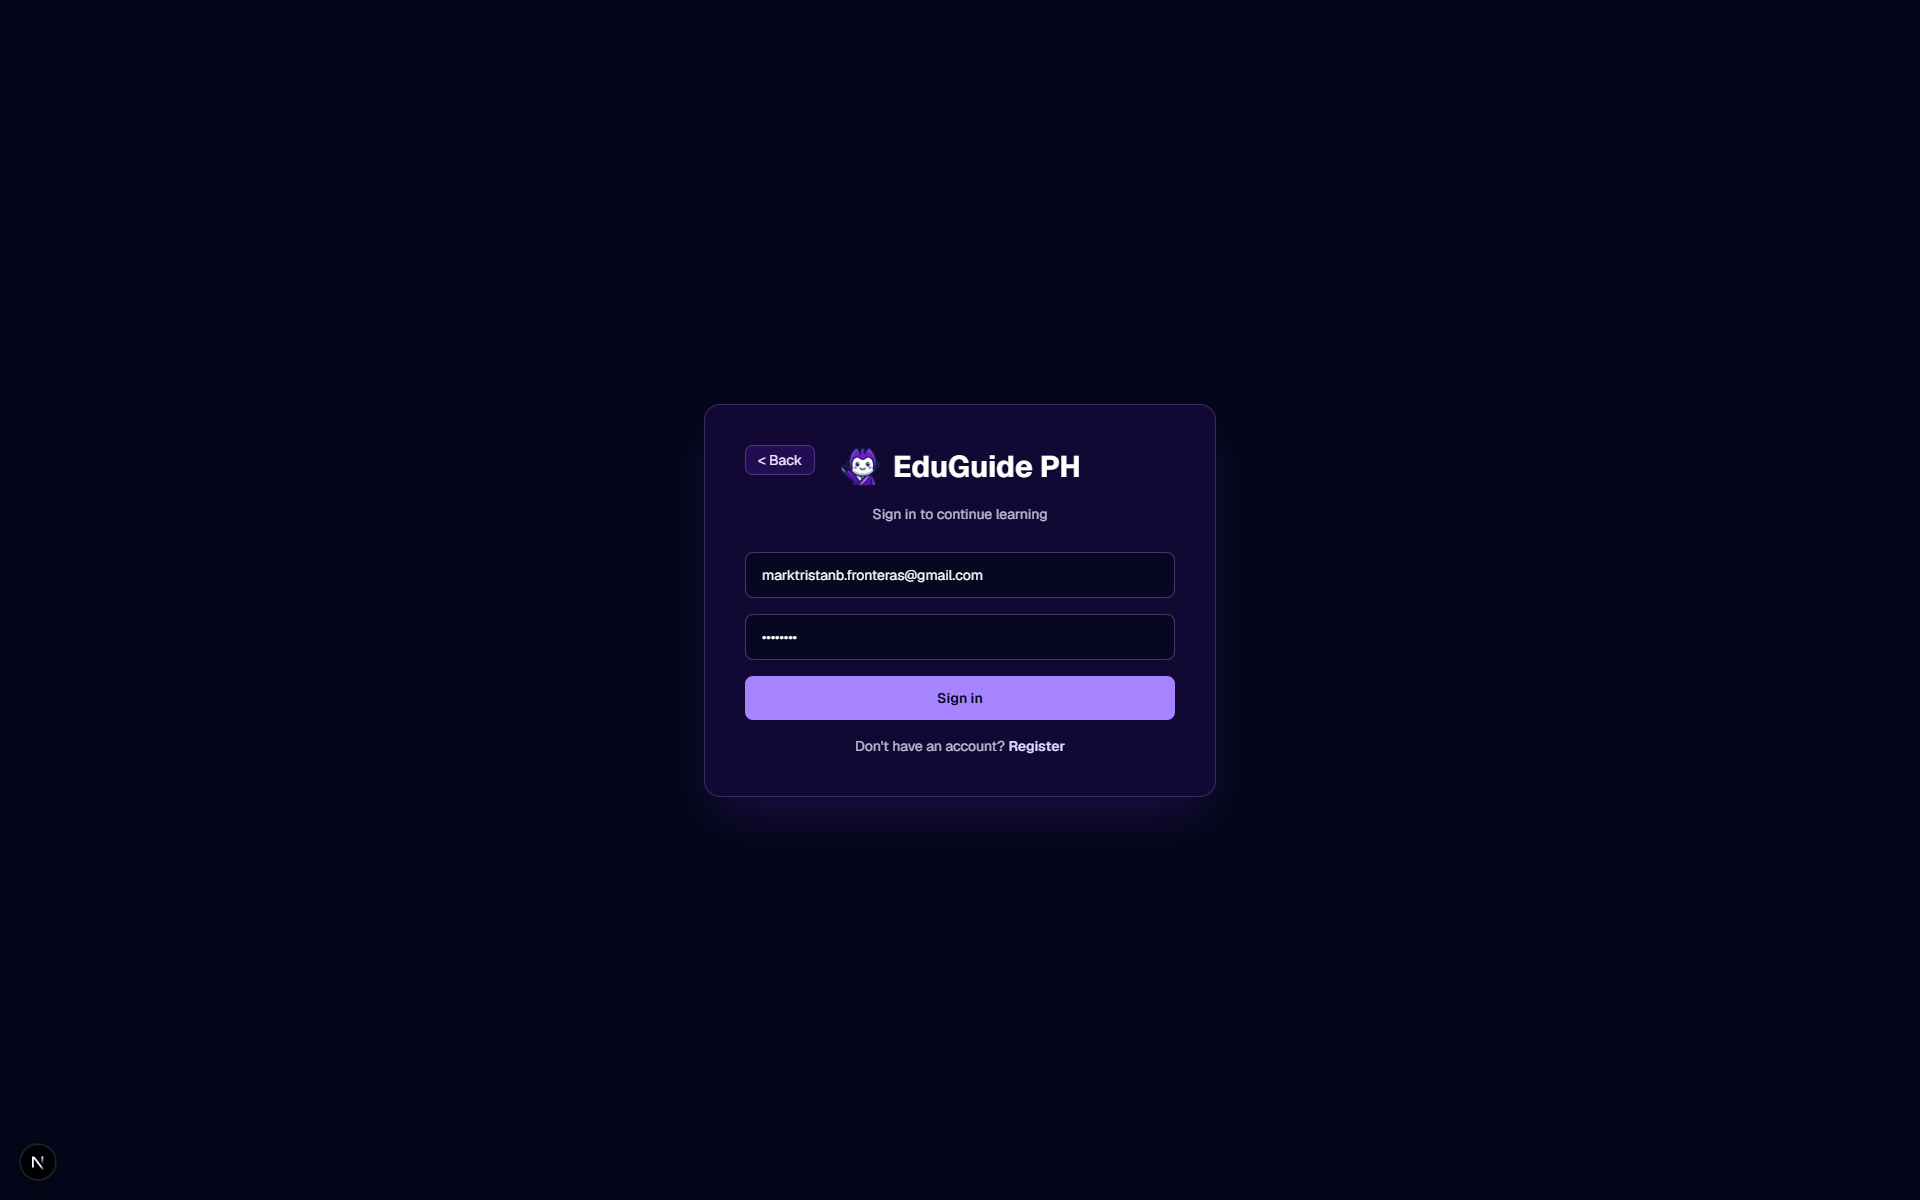 < Back
EduGuide PH
Sign in to continue learning
marktristanb.fronteras@gmail.com
••••••••
Sign in
Don't have an account? Register
N